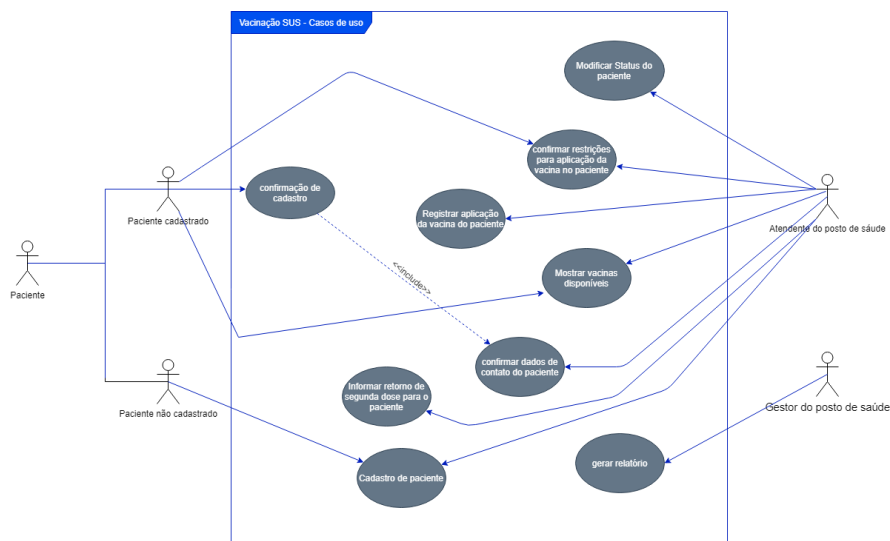 Vacinação SUS - Casos de uso
Modificar Status do
paciente
confirmar restrições
para aplicação da
vacina no paciente
confirmação de
cadastro
Paciente cadastrado
Registrar aplicação
da vacina do paciente
Atendente do posto de sáude
Paciente
<<include>>
Mostrar vacinas
disponíveis
confirmar dados de
contato do paciente
Informar retorno de
segunda dose para o
paciente
Paciente não cadastrado
Gestor do posto de saúde
Cadastro de paciente
gerar relatório